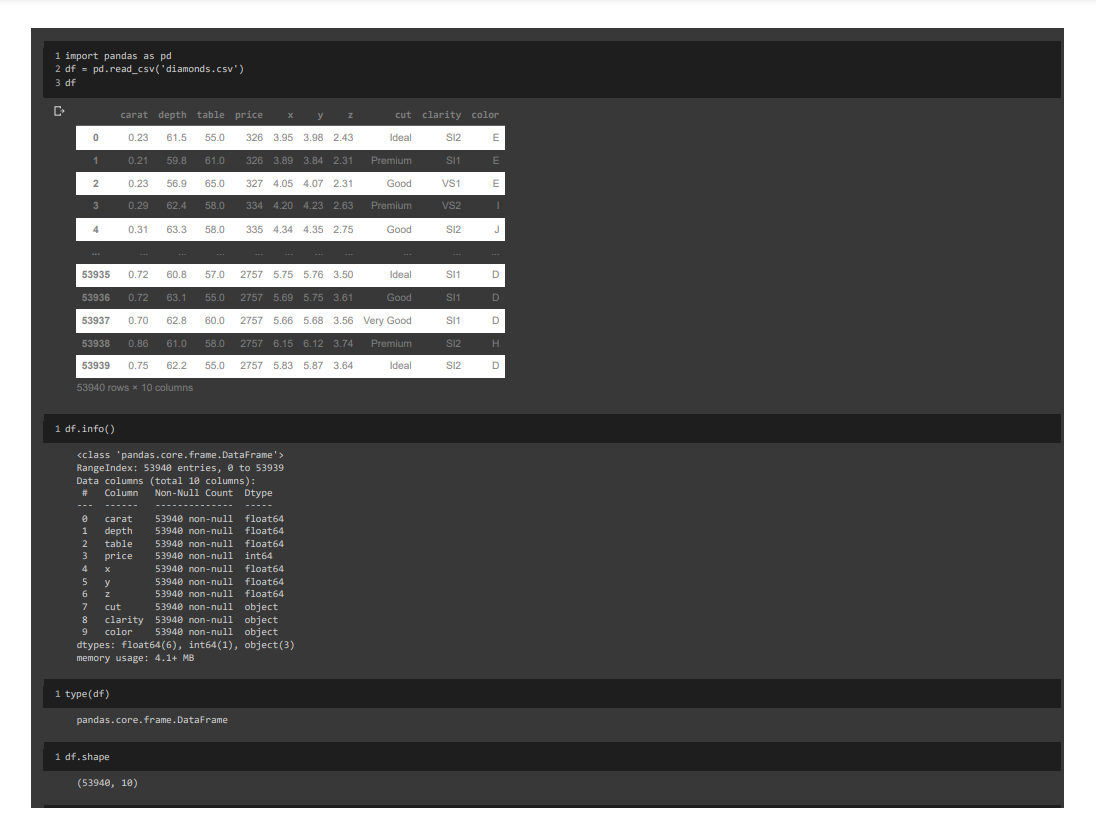 1 import pandas as pd
2 df = pd.read_csv('diamonds.csv')
3 df
carat depth table price x y z cut clarity color
0 0.23 61.5 55.0 326 3.95 3.98 2.43 Ideal SI2 E
1 0.21 59.8 61.0 326 3.89 3.84 2.31 Premium SI1 E
2 0.23 56.9 65.0 327 4.05 4.07 2.31 Good VS1 E
3 0.29 62.4 58.0 334 4.20 4.23 2.63 Premium VS2 I
4 0.31 63.3 58.0 335 4.34 4.35 2.75 Good SI2 J
... ... ... ... ... ... ... ... ... ... ...
53935 0.72 60.8 57.0 2757 5.75 5.76 3.50 Ideal SI1 D
53936 0.72 63.1 55.0 2757 5.69 5.75 3.61 Good SI1 D
53937 0.70 62.8 60.0 2757 5.66 5.68 3.56 Very Good SI1 D
53938 0.86 61.0 58.0 2757 6.15 6.12 3.74 Premium SI2 H
53939 0.75 62.2 55.0 2757 5.83 5.87 3.64 Ideal SI2 D
53940 rows × 10 columns
1 df.info()
<class 'pandas.core.frame.DataFrame'>
RangeIndex: 53940 entries, 0 to 53939
Data columns (total 10 columns):
# Column Non-Null Count Dtype
--- ------ -------------- -----
0 carat 53940 non-null float64
1 depth 53940 non-null float64
2 table 53940 non-null float64
3 price 53940 non-null int64
4 x 53940 non-null float64
5 y 53940 non-null float64
6 z 53940 non-null float64
7 cut 53940 non-null object
8 clarity 53940 non-null object
9 color 53940 non-null object
dtypes: float64(6), int64(1), object(3)
memory usage: 4.1+ MB
1 type(df)
pandas.core.frame.DataFrame
1 df.shape
(53940, 10)